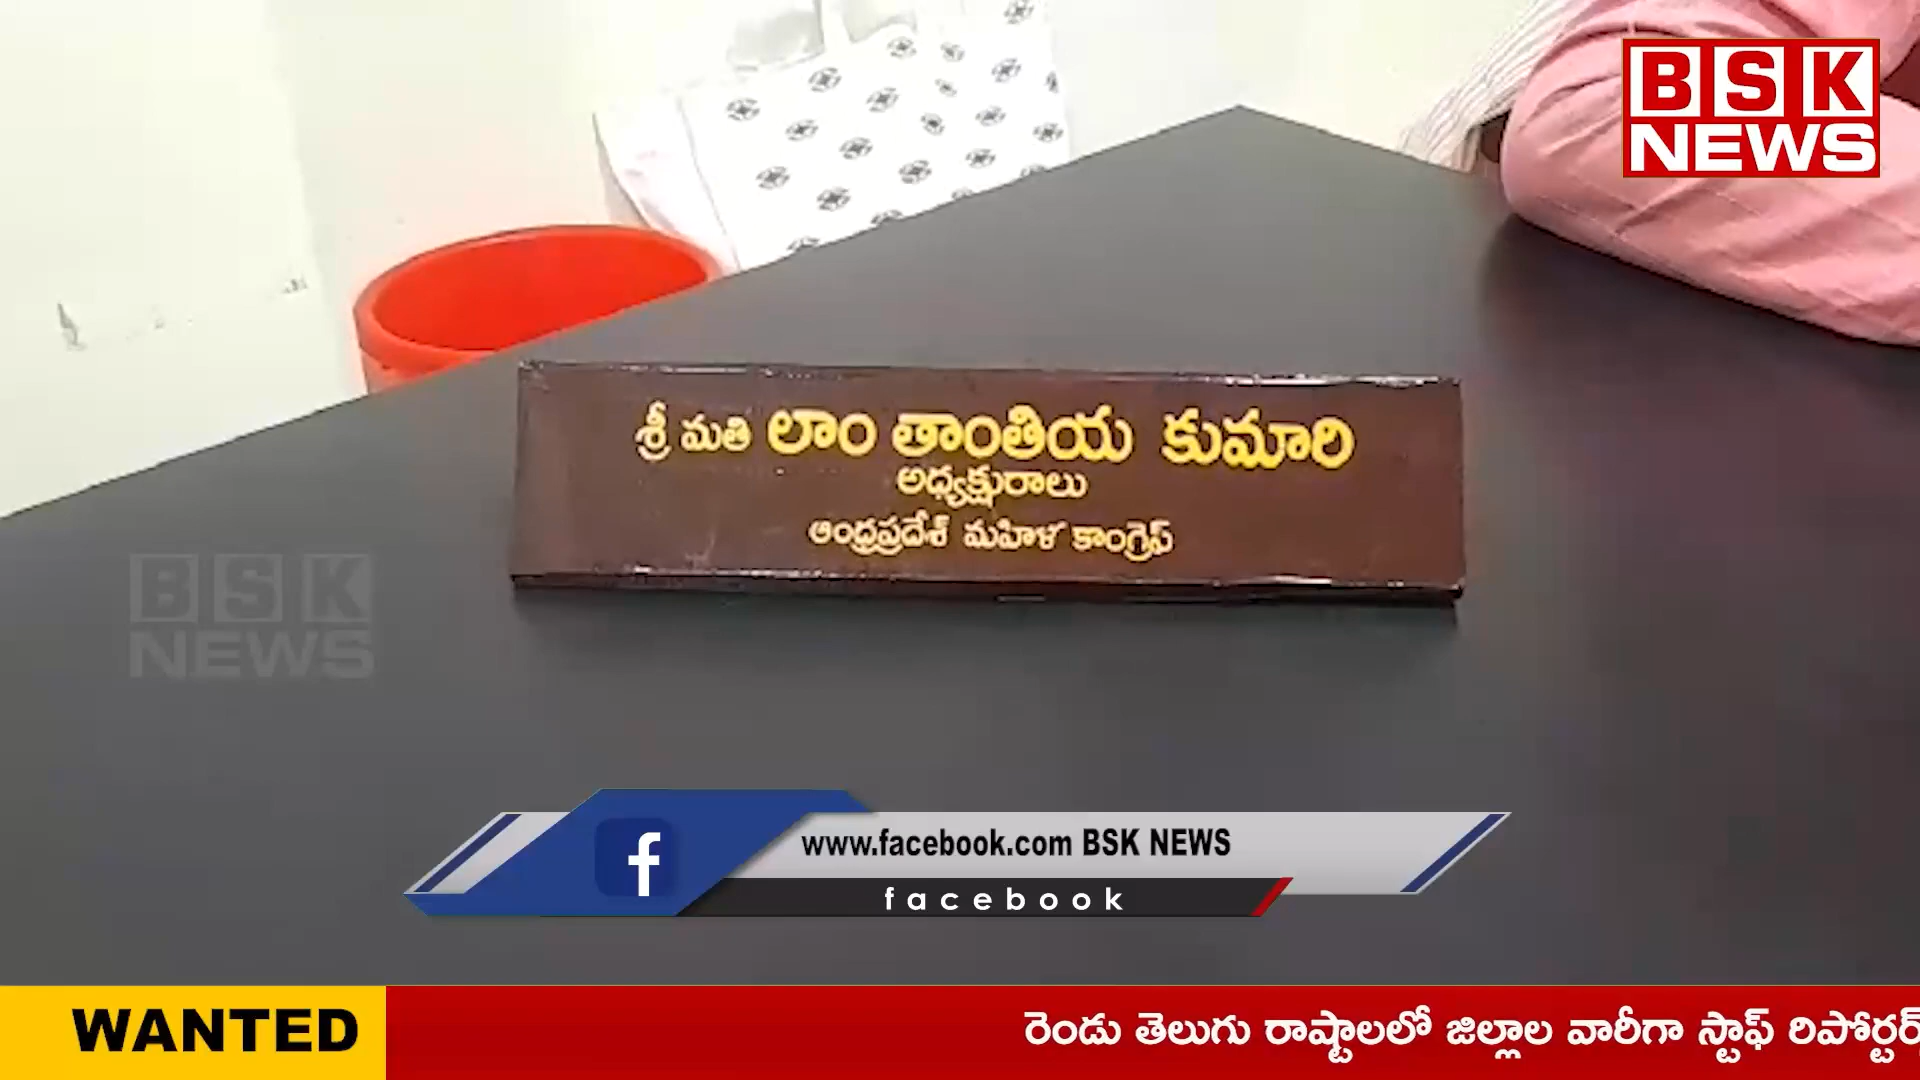 BSK
NEWS
శ్రీమతి లాం తాంతియ కుమారి
అధ్యక్షురాలు
ఆంధ్రప్రదేశ్ మహిళ కాంగ్రెస్
BSK
NEWS
www.facebook.com BSK NEWS
facebook
WANTED
రెండు తెలుగు రాష్ట్రాలలో జిల్లాల వారీగా స్టాఫ్ రిపోర్టర్